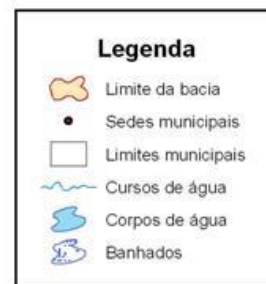 Legenda
Limite da bacia
Sedes municipais
Limites municipais
Cursos de água
Corpos de água
Banhados